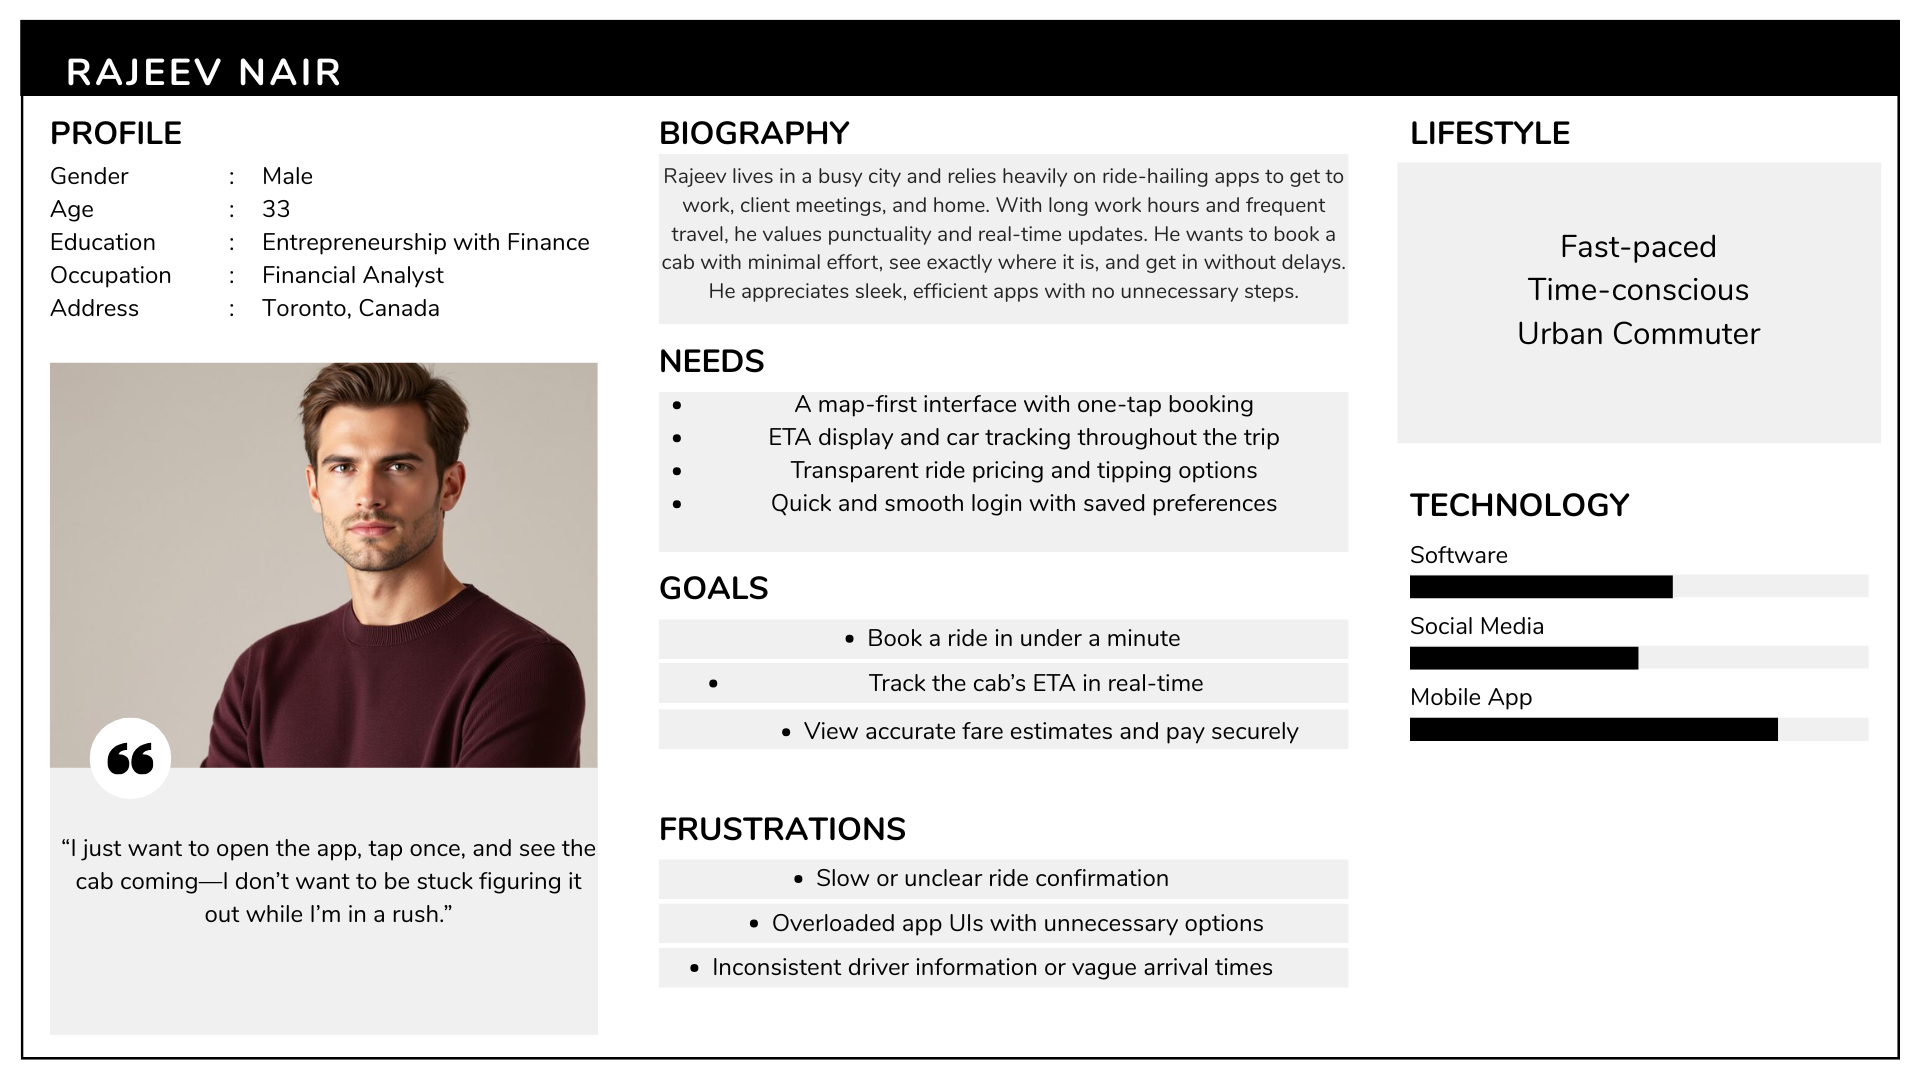 RAJEEV NAIR
PROFILE
Gender : Male
Age : 33
Education : Entrepreneurship with Finance
Occupation : Financial Analyst
Address : Toronto, Canada
“I just want to open the app, tap once, and see the
cab coming—I don’t want to be stuck figuring it
out while I’m in a rush.”
BIOGRAPHY
Rajeev lives in a busy city and relies heavily on ride-hailing apps to get to
work, client meetings, and home. With long work hours and frequent
travel, he values punctuality and real-time updates. He wants to book a
cab with minimal effort, see exactly where it is, and get in without delays.
He appreciates sleek, efficient apps with no unnecessary steps.
NEEDS
• A map-first interface with one-tap booking
• ETA display and car tracking throughout the trip
• Transparent ride pricing and tipping options
• Quick and smooth login with saved preferences
GOALS
• Book a ride in under a minute
• Track the cab’s ETA in real-time
• View accurate fare estimates and pay securely
FRUSTRATIONS
• Slow or unclear ride confirmation
• Overloaded app UIs with unnecessary options
• Inconsistent driver information or vague arrival times
LIFESTYLE
Fast-paced
Time-conscious
Urban Commuter
TECHNOLOGY
Software
Social Media
Mobile App